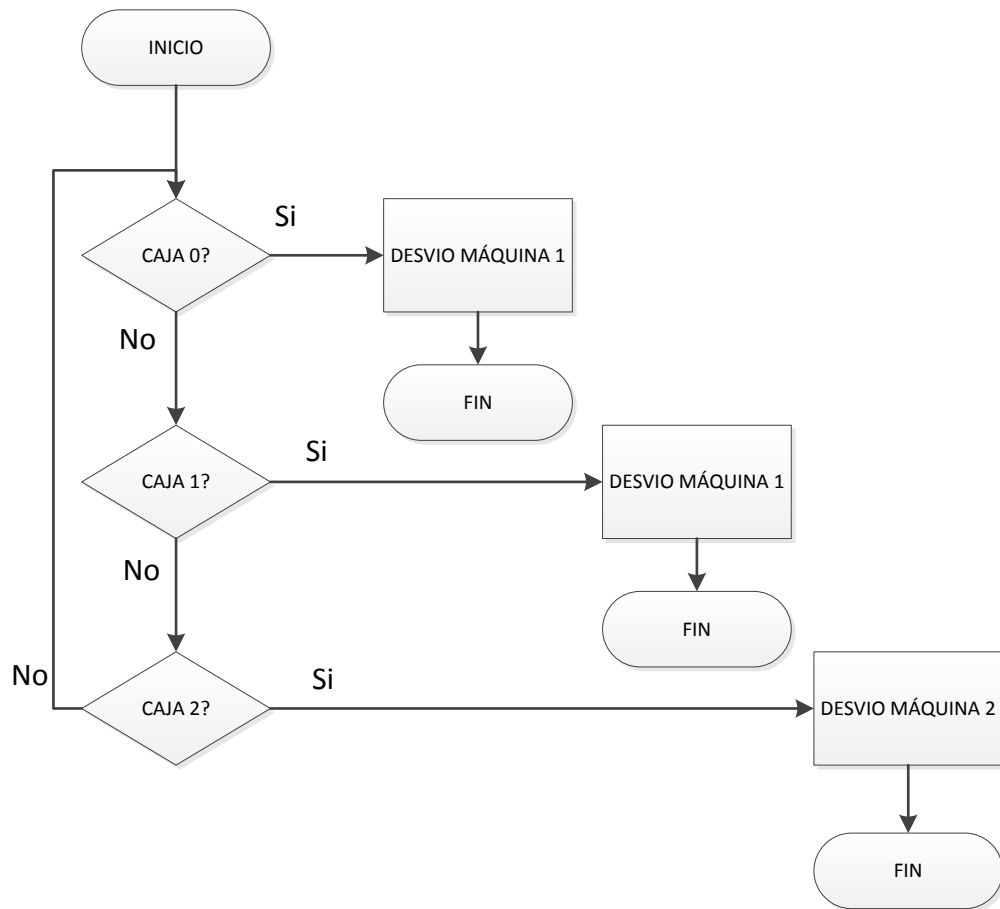 INICIO
Si
CAJA 0?
DESVIO MÁQUINA 1
No
FIN
Si
CAJA 1?
DESVIO MÁQUINA 1
No
FIN
No
Si
CAJA 2?
DESVIO MÁQUINA 2
FIN